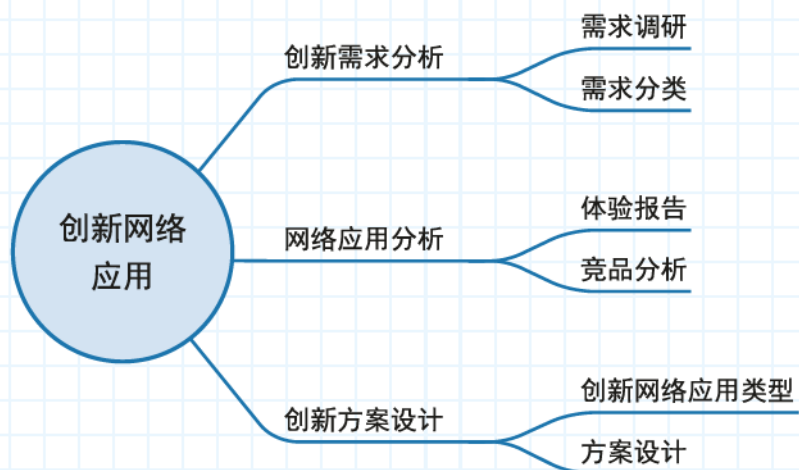 创新网络
应用
创新需求分析
需求调研
需求分类
网络应用分析
体验报告
竞品分析
创新方案设计
创新网络应用类型
方案设计